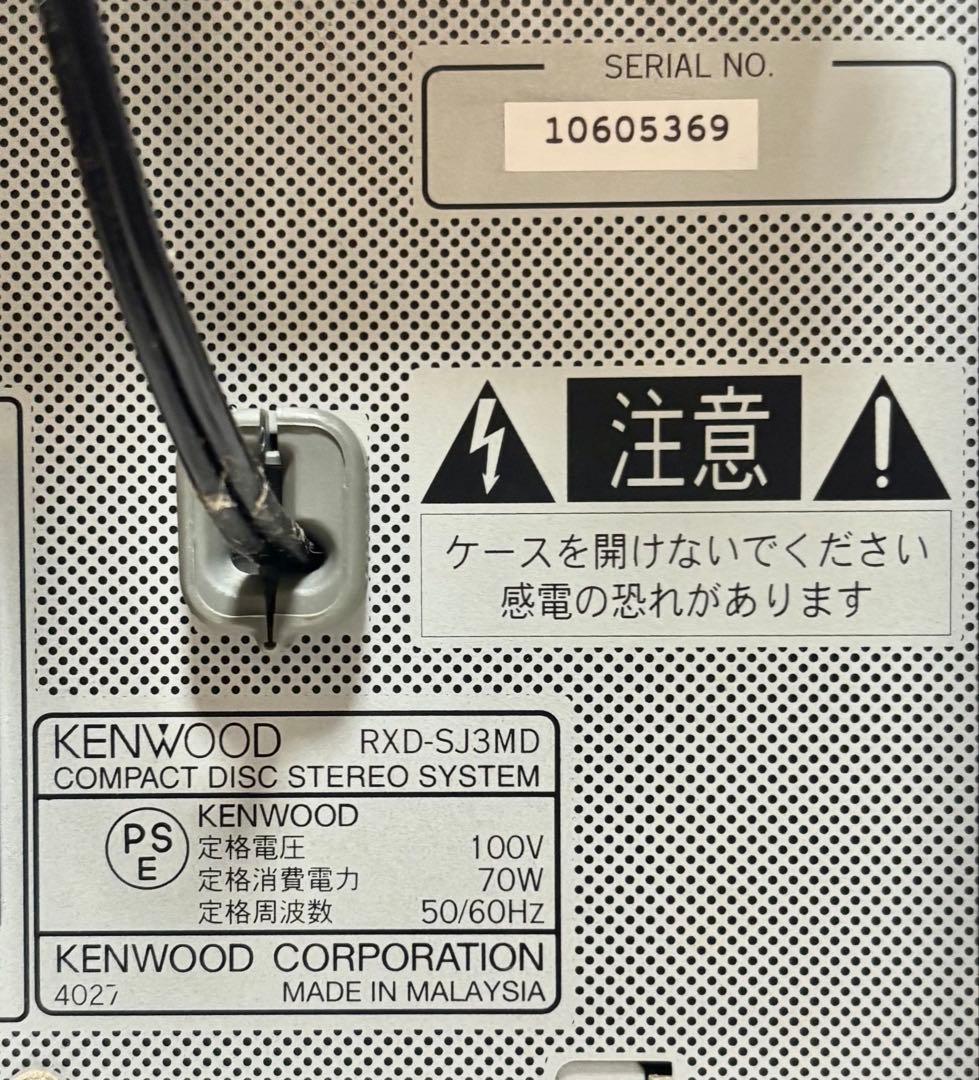 SERIAL NO.
10605369
注意
ケースを開けないでください
感電の恐れがあります
KENWOOD RXD-SJ3MD
COMPACT DISC STEREO SYSTEM
PS
E
KENWOOD
定格電圧 100V
定格消費電力 70W
定格周波数 50/60Hz
KENWOOD CORPORATION
4027 MADE IN MALAYSIA